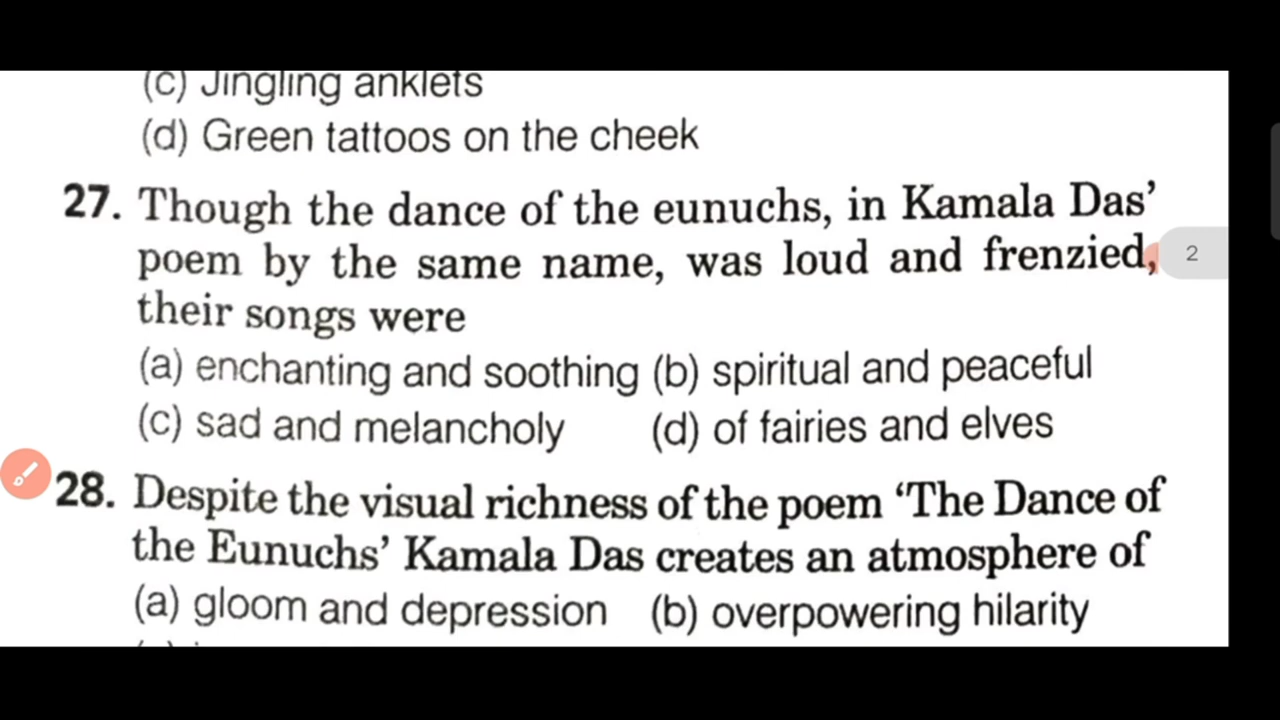 (c) Jingling anklets
(d) Green tattoos on the cheek
27. Though the dance of the eunuchs, in Kamala Das'
poem by the same name, was loud and frenzied,
2
their songs were
(a) enchanting and soothing (b) spiritual and peaceful
(c) sad and melancholy (d) of fairies and elves
28. Despite the visual richness of the poem 'The Dance of
the Eunuchs' Kamala Das creates an atmosphere of
(a) gloom and depression (b) overpowering hilarity